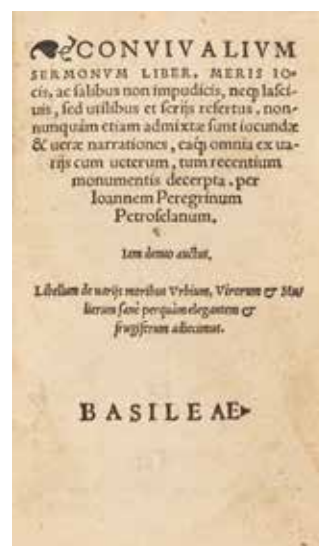 CONVIVALIVM
SERMONVM LIBER, MERIS IO-
cis, ac salibus non impudicis, neq; lasci-
uis, sed utilibus et serijs refertus, non-
nunquàm etiam admixtæ sunt iocundæ
& ueræ narrationes, eaq; omnia ex ua-
rijs cum ueterum, tum recentium
monumentis decerpta, per
Ioannem Peregrinum
Petroselanum.
Iam denuo auctus.
Libellum de uarijs moribus Vrbium, Virorum & Mu
lierum sanè perquàm elegantem &
frugiferum adiecimus.
BASILEAE